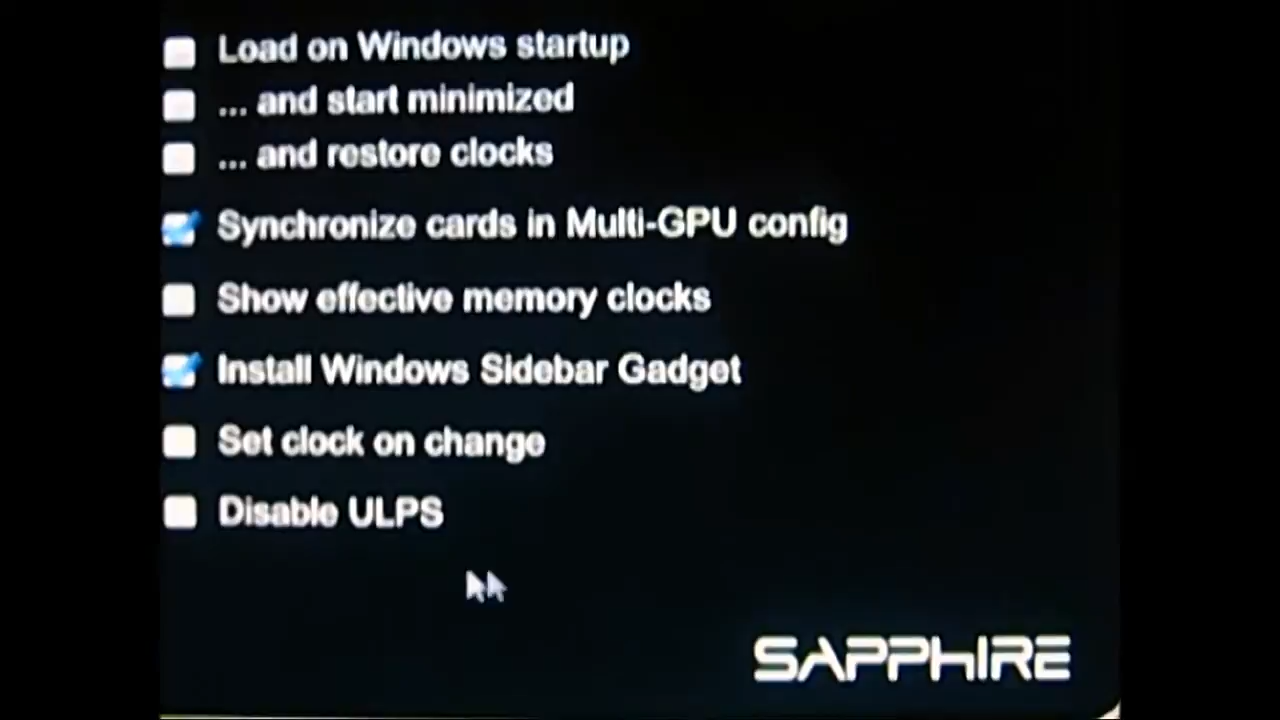 Load on Windows startup
... and start minimized
... and restore clocks
Synchronize cards in Multi-GPU config
Show effective memory clocks
Install Windows Sidebar Gadget
Set clock on change
Disable ULPS
SAPPHIRE